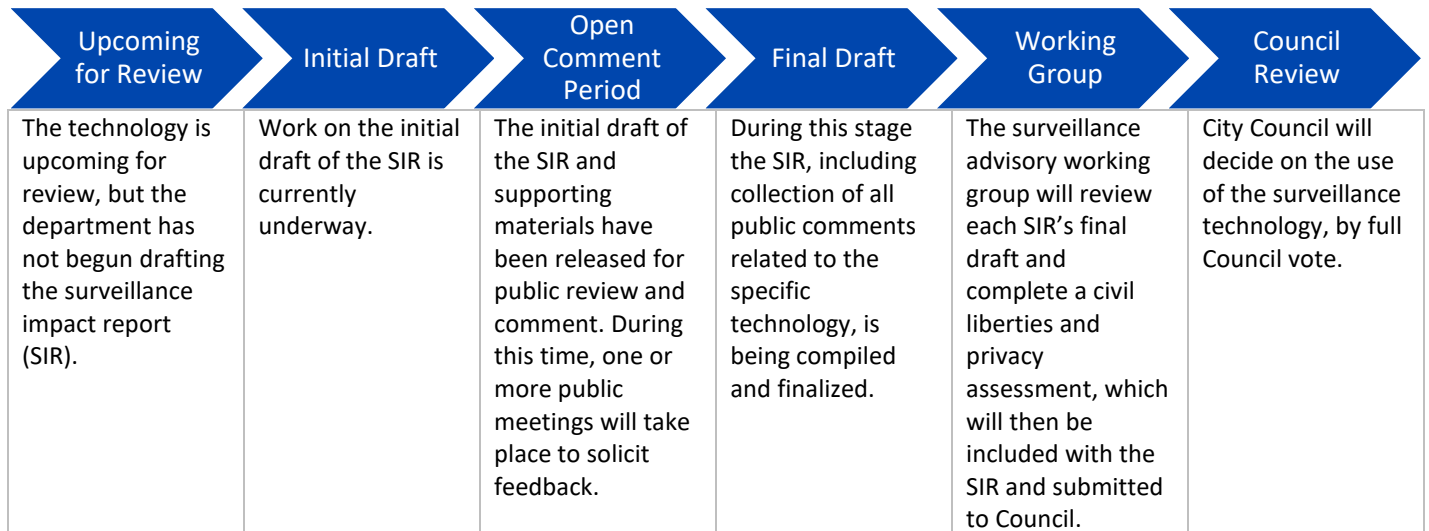 Upcoming
for Review
Initial Draft
Open
Comment
Period
Final Draft
Working
Group
Council
Review
The technology is
upcoming for
review, but the
department has
not begun drafting
the surveillance
impact report
(SIR).
Work on the initial
draft of the SIR is
currently
underway.
The initial draft of
the SIR and
supporting
materials have
been released for
public review and
comment. During
this time, one or
more public
meetings will take
place to solicit
feedback.
During this stage
the SIR, including
collection of all
public comments
related to the
specific
technology, is
being compiled
and finalized.
The surveillance
advisory working
group will review
each SIR’s final
draft and
complete a civil
liberties and
privacy
assessment, which
will then be
included with the
SIR and submitted
to Council.
City Council will
decide on the use
of the surveillance
technology, by full
Council vote.